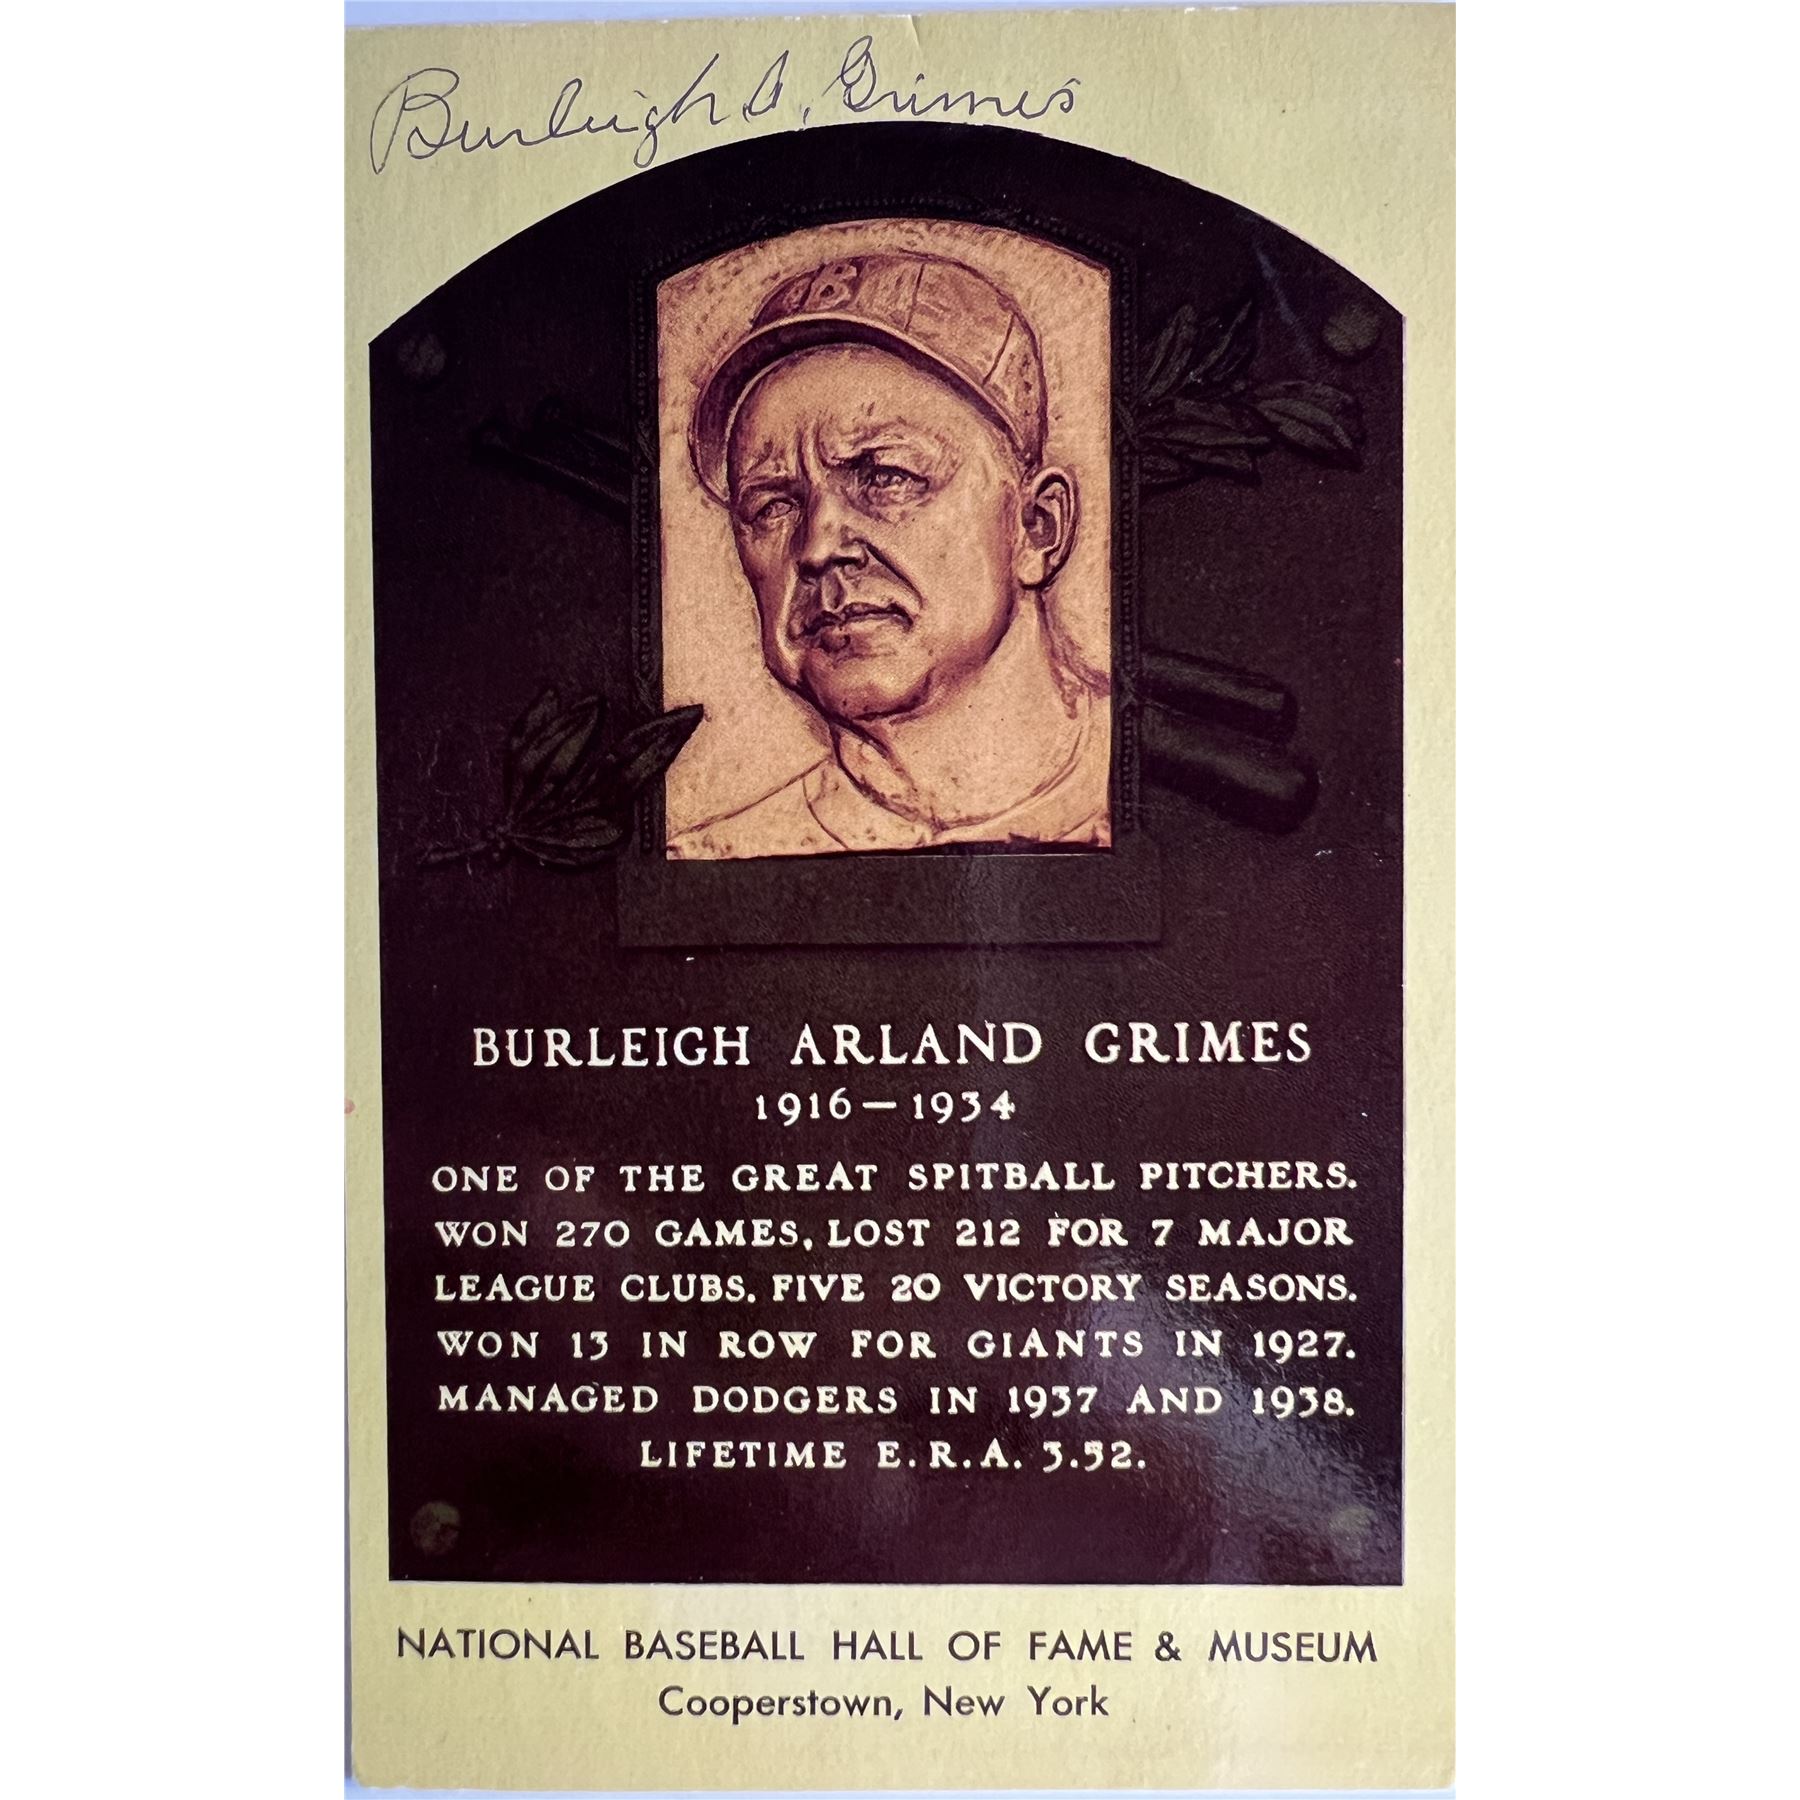 Burleigh A. Grimes
B
BURLEIGH ARLAND GRIMES
1916–1934
ONE OF THE GREAT SPITBALL PITCHERS.
WON 270 GAMES, LOST 212 FOR 7 MAJOR
LEAGUE CLUBS. FIVE 20 VICTORY SEASONS.
WON 13 IN ROW FOR GIANTS IN 1927.
MANAGED DODGERS IN 1937 AND 1938.
LIFETIME E.R.A. 3.52.
NATIONAL BASEBALL HALL OF FAME & MUSEUM
Cooperstown, New York